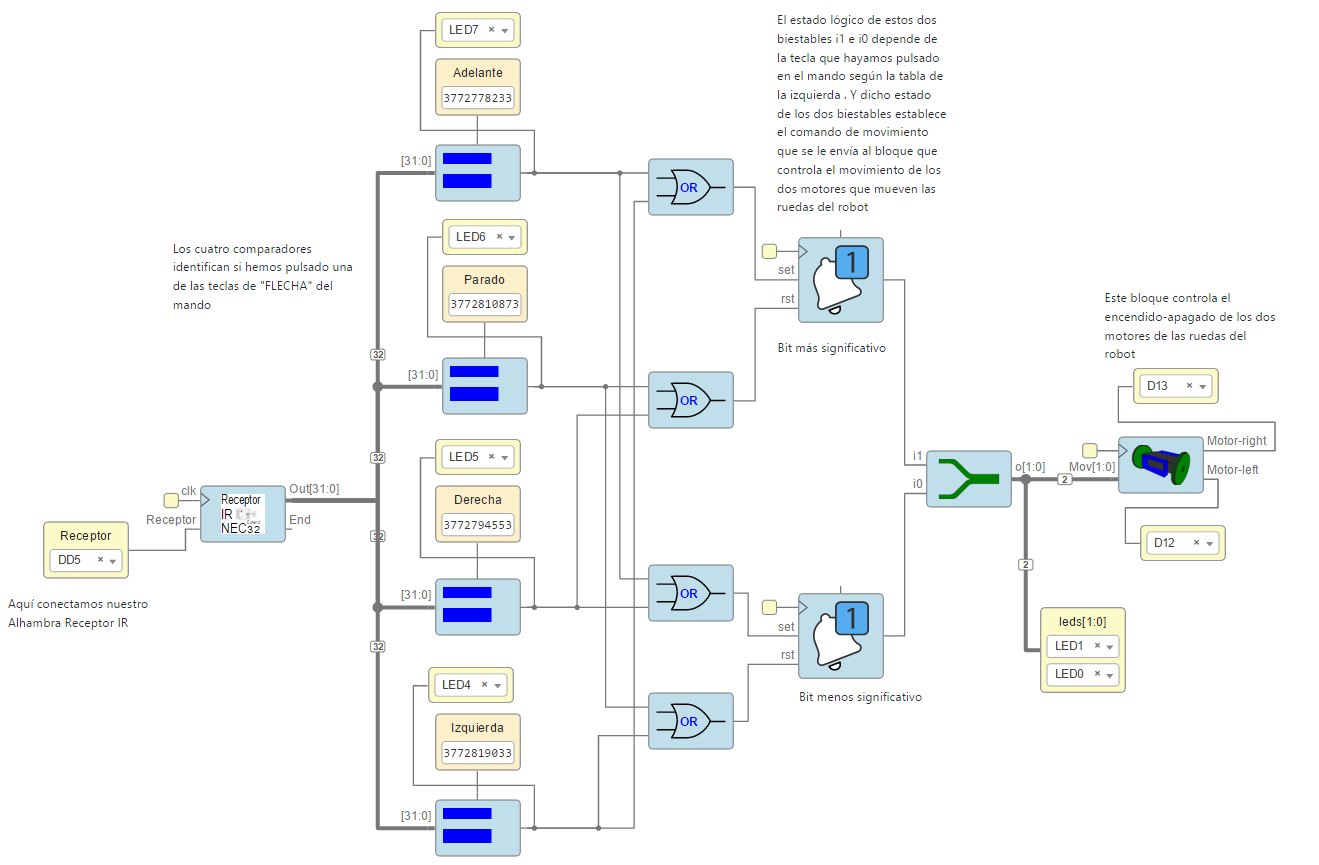 LED7
Adelante
3772778233
[31:0]
OR
El estado lógico de estos dos
biestables i1 e i0 depende de
la tecla que hayamos pulsado
en el mando según la tabla de
la izquierda . Y dicho estado
de los dos biestables establece
el comando de movimiento
que se le envía al bloque que
controla el movimiento de los
dos motores que mueven las
ruedas del robot
Los cuatro comparadores
identifican si hemos pulsado una
de las teclas de "FLECHA" del
mando
LED6
Parado
3772810873
[31:0]
32
OR
1
set
rst
Bit más significativo
Este bloque controla el
encendido-apagado de los dos
motores de las ruedas del
robot
D13
Motor-right
Mov[1:0]
Motor-left
D12
i1
i0
o[1:0]
2
2
leds[1:0]
LED1
LED0
LED5
Derecha
3772794553
[31:0]
32
32
OR
1
set
rst
Bit menos significativo
clk
Receptor
Receptor
IR
NEC32
Out[31:0]
End
Receptor
DD5
Aquí conectamos nuestro
Alhambra Receptor IR
32
LED4
Izquierda
3772819033
[31:0]
OR